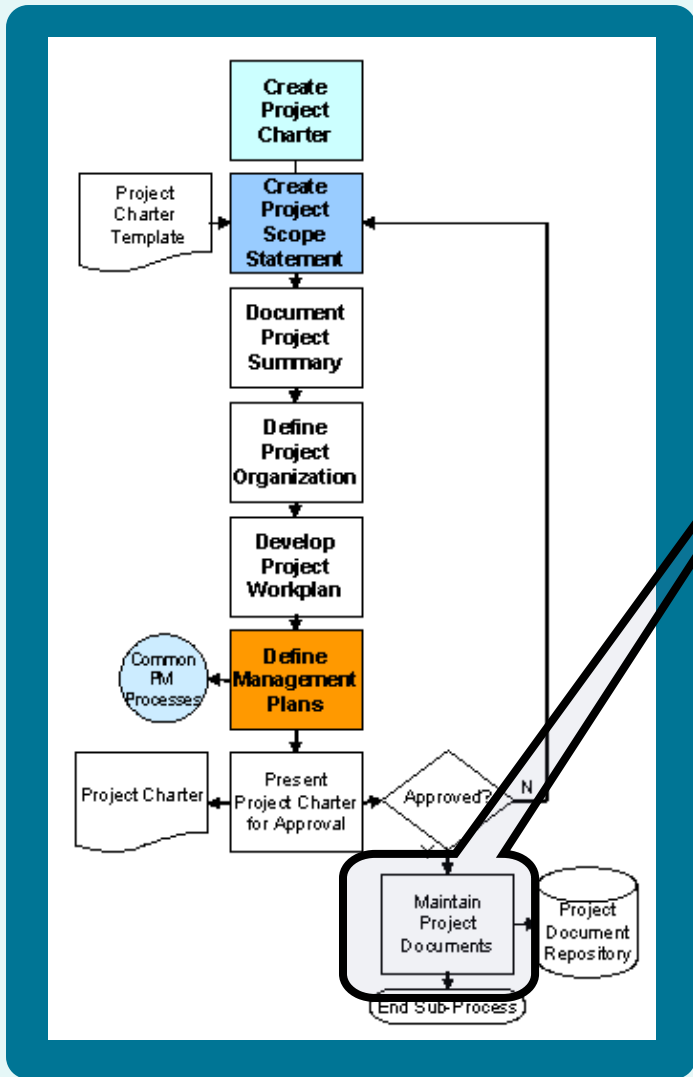 Create
Project
Charter
Project
Charter
Template
Create
Project
Scope
Statement
Document
Project
Summary
Define
Project
Organization
Develop
Project
Workplan
Common
PM
Processes
Define
Management
Plans
Project Charter
Present
Project Charter
for Approval
Approved?
N
Y
Maintain
Project
Documents
Project
Document
Repository
End Sub-Process